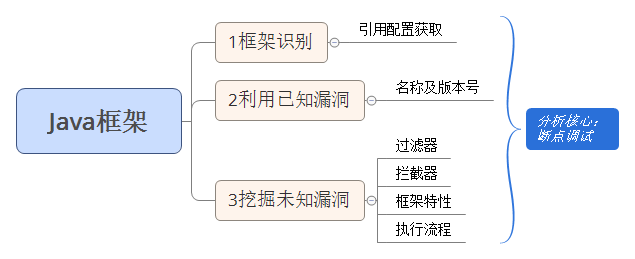 Java框架
1框架识别
引用配置获取
2利用已知漏洞
名称及版本号
3挖掘未知漏洞
过滤器
拦截器
框架特性
执行流程
分析核心：
断点调试